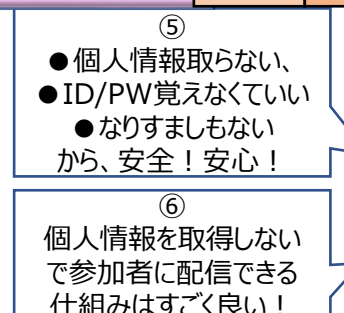 ⑤
●個人情報取らない、
●ID/PW覚えなくていい
●なりすましもない
から、安全！安心！
⑥
個人情報を取得しない
で参加者に配信できる
仕組みはすごく良い！